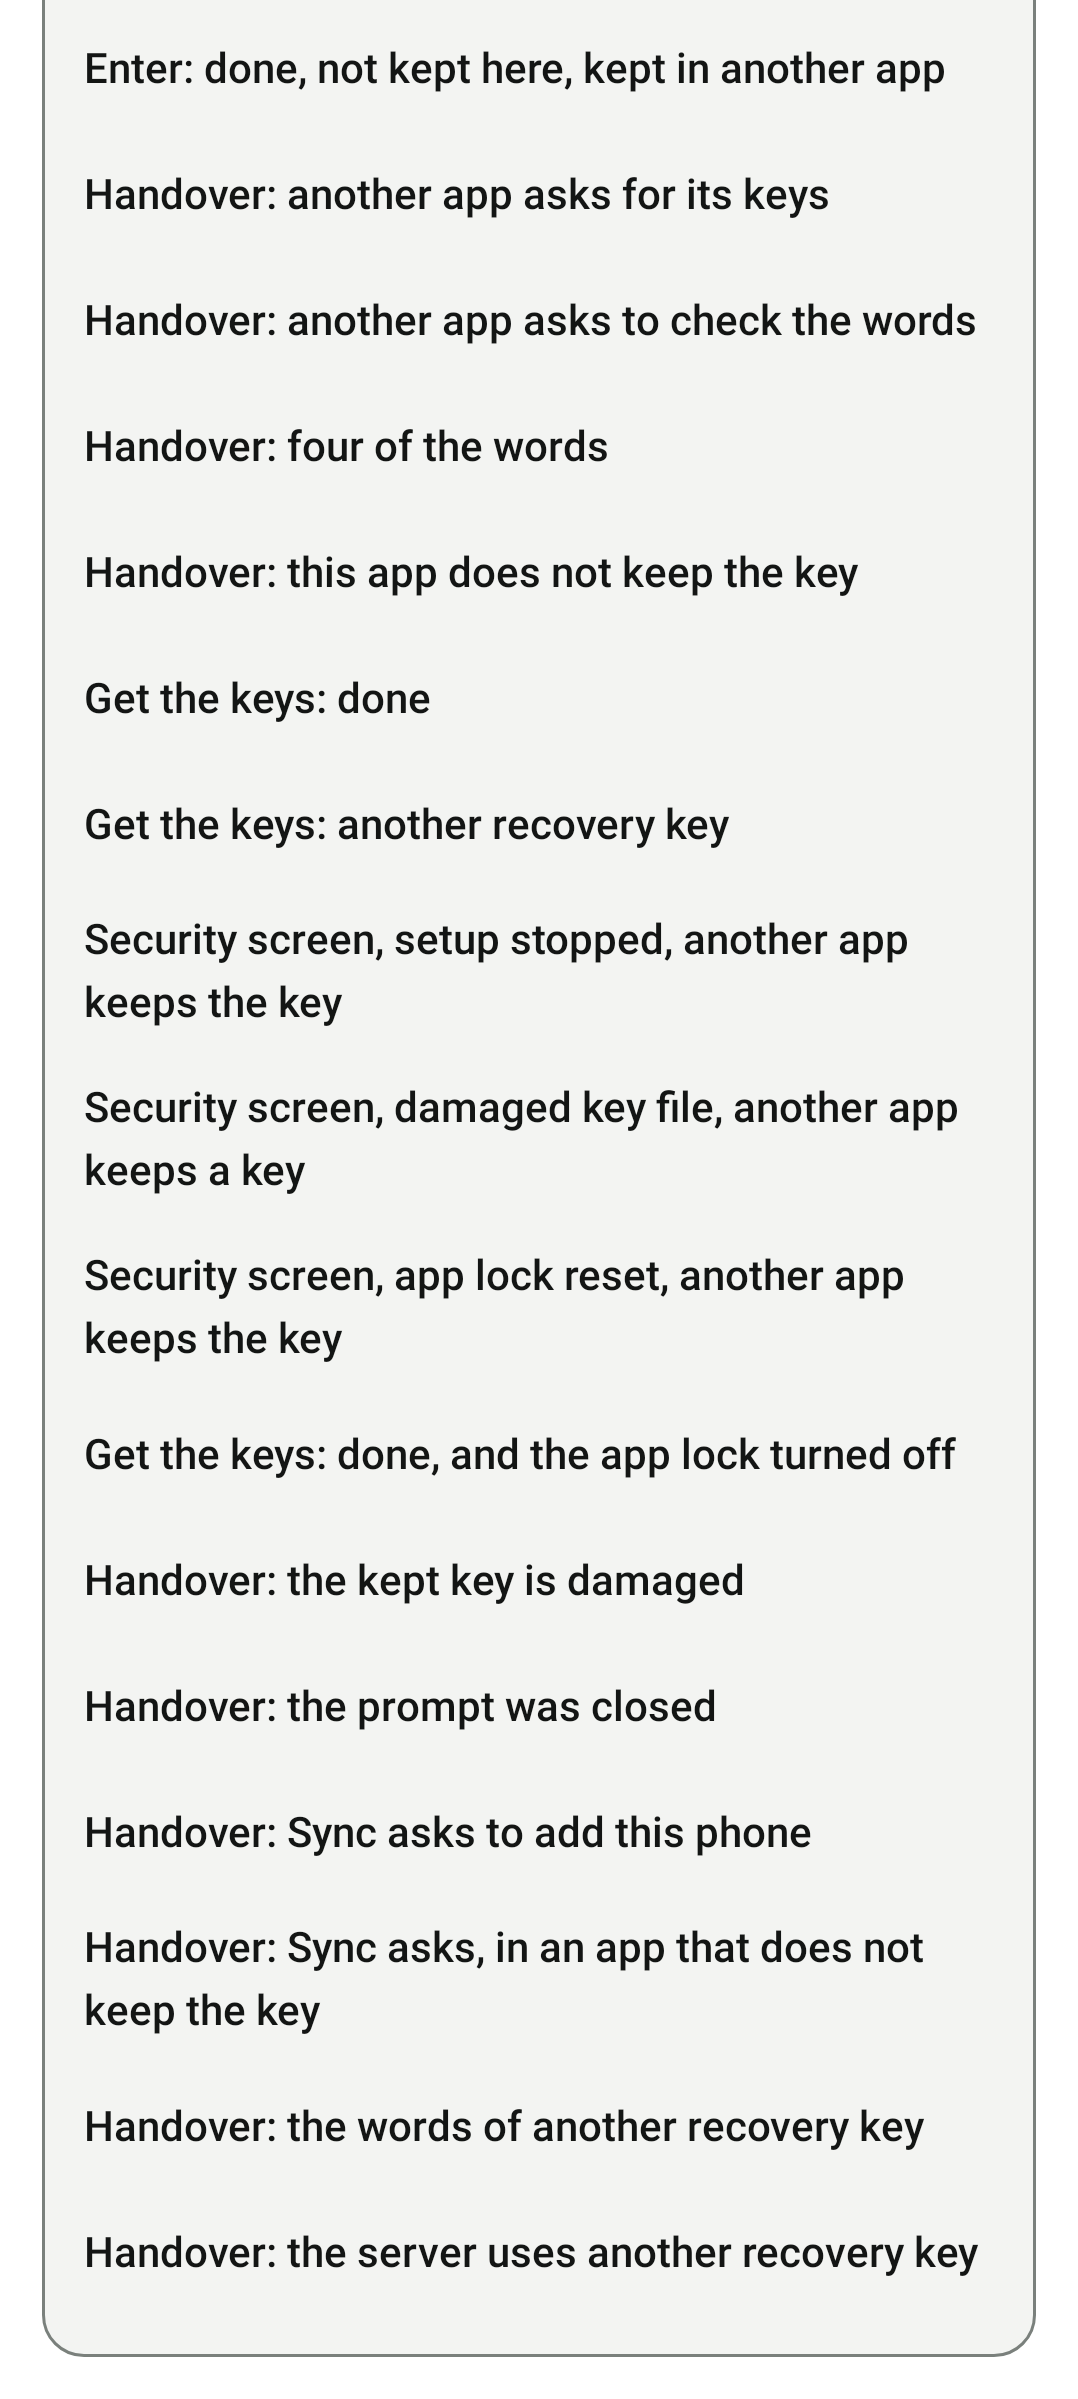 Enter: done, not kept here, kept in another app
Handover: another app asks for its keys
Handover: another app asks to check the words
Handover: four of the words
Handover: this app does not keep the key
Get the keys: done
Get the keys: another recovery key
Security screen, setup stopped, another app
keeps the key
Security screen, damaged key file, another app
keeps a key
Security screen, app lock reset, another app
keeps the key
Get the keys: done, and the app lock turned off
Handover: the kept key is damaged
Handover: the prompt was closed
Handover: Sync asks to add this phone
Handover: Sync asks, in an app that does not
keep the key
Handover: the words of another recovery key
Handover: the server uses another recovery key